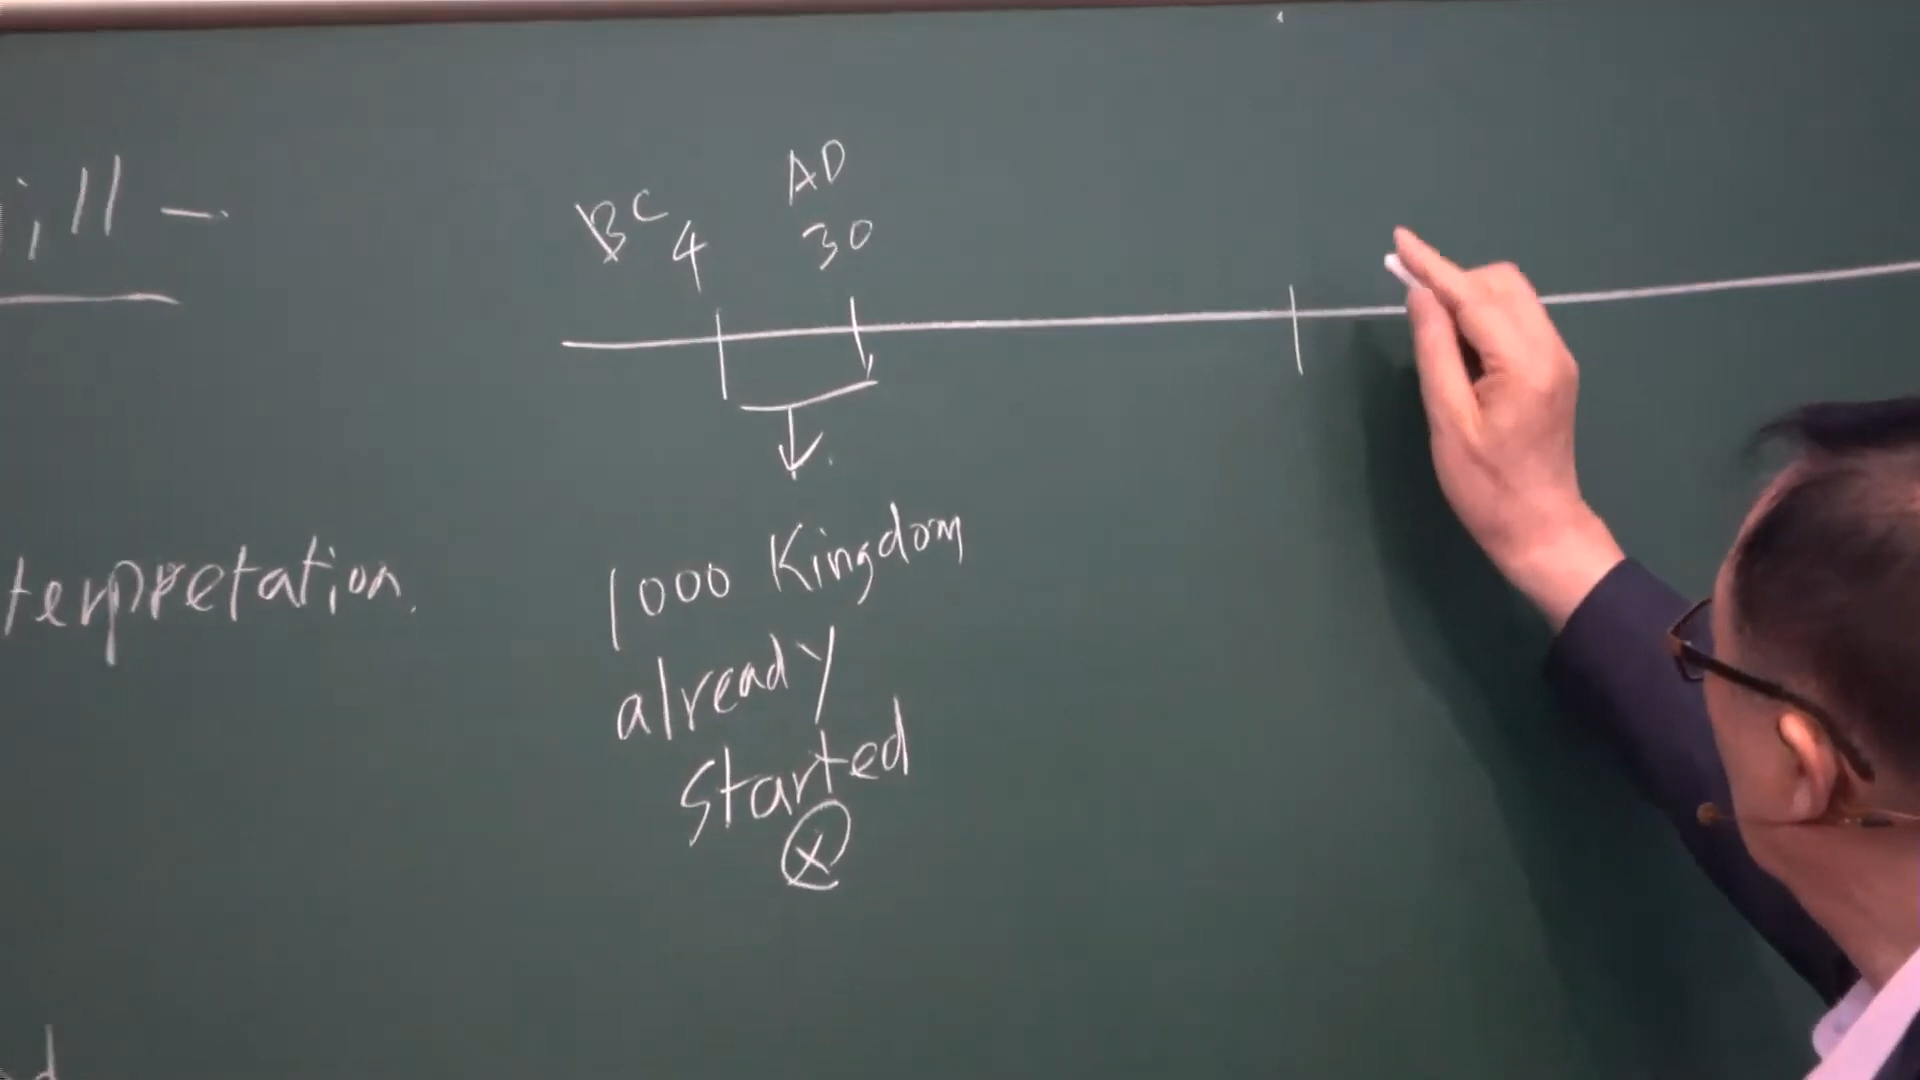 ill -
BC 4
AD 30
terpretation.
1000 Kingdom
already
started
X
d